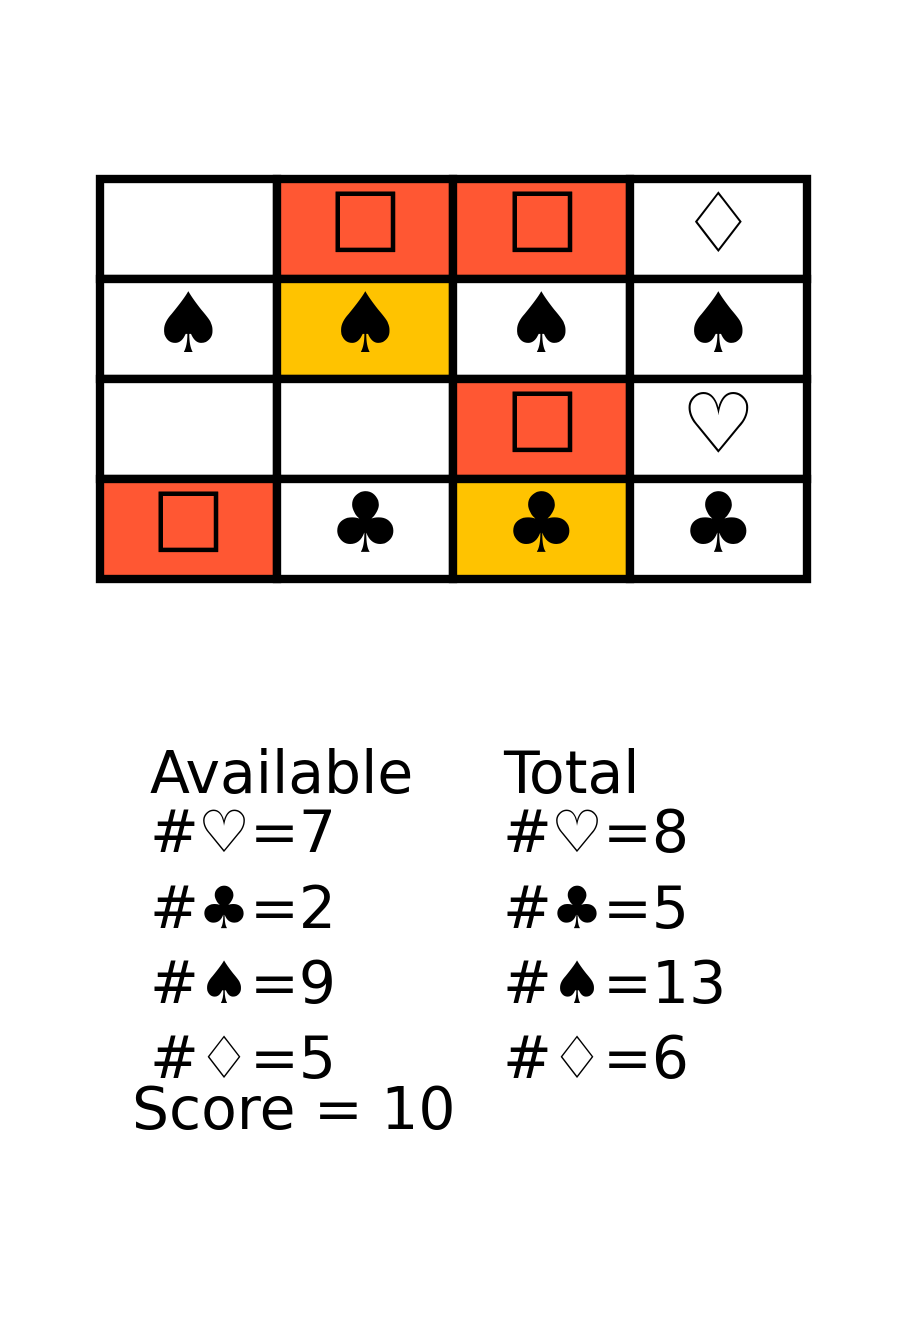 □ □ ♢
♠ ♠ ♠ ♠
□ ♡
□ ♣ ♣ ♣
Available Total
#♡=7 #♡=8
#♣=2 #♣=5
#♠=9 #♠=13
#♢=5 #♢=6
Score = 10